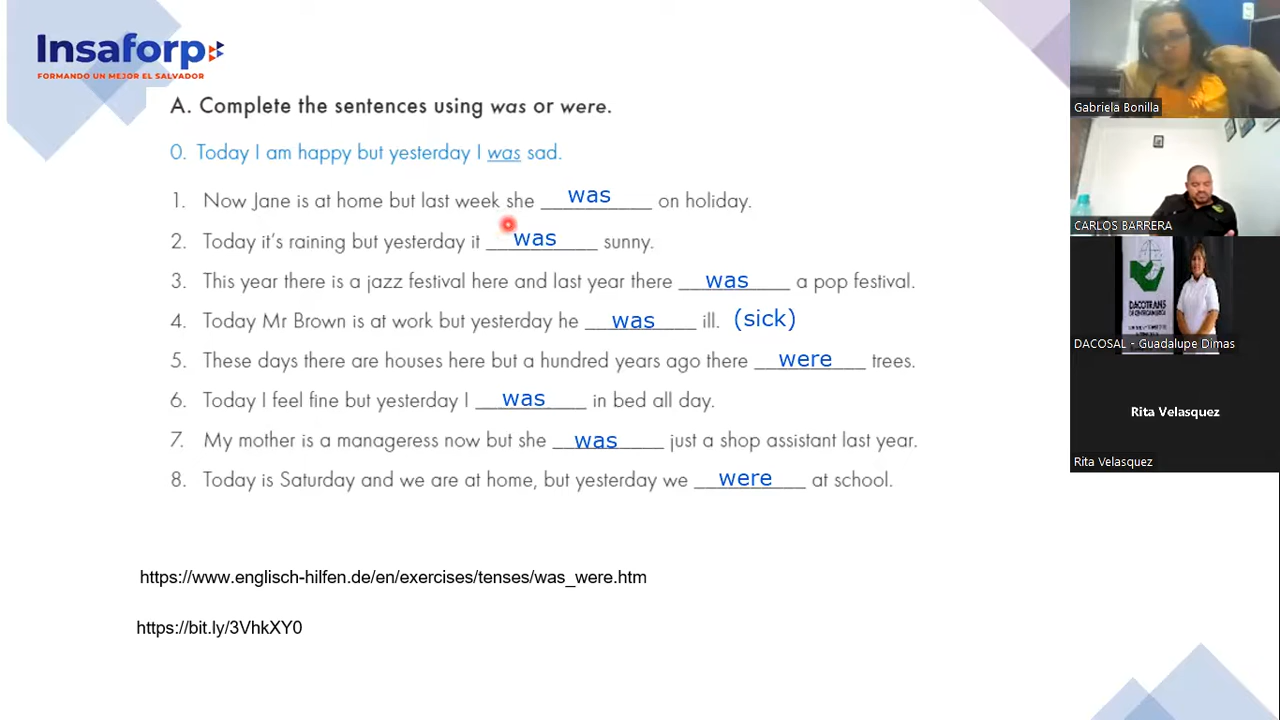 Insaforp
FORMANDO UN MEJOR EL SALVADOR
A. Complete the sentences using was or were.
0. Today I am happy but yesterday I was sad.
1. Now Jane is at home but last week she was on holiday.
2. Today it's raining but yesterday it was sunny.
3. This year there is a jazz festival here and last year there was a pop festival.
4. Today Mr Brown is at work but yesterday he was ill. (sick)
5. These days there are houses here but a hundred years ago there were trees.
6. Today I feel fine but yesterday I was in bed all day.
7. My mother is a manageress now but she was just a shop assistant last year.
8. Today is Saturday and we are at home, but yesterday we were at school.
https://www.englisch-hilfen.de/en/exercises/tenses/was_were.htm
https://bit.ly/3VhkXY0
Gabriela Bonilla
CARLOS BARRERA
DACOTRANS
DE CENTROAMERICA
DACOSAL - Guadalupe Dimas
Rita Velasquez
Rita Velasquez